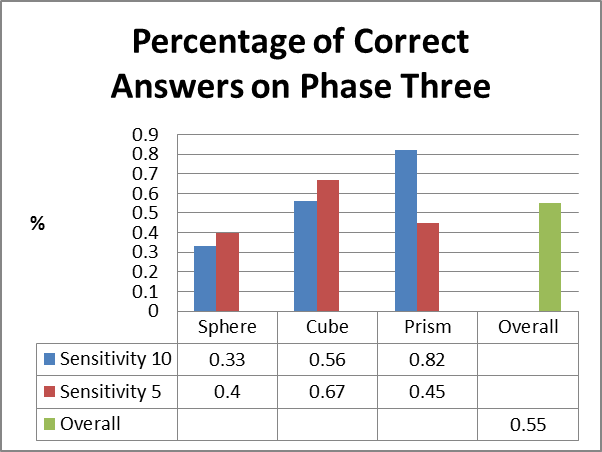 Percentage of Correct
Answers on Phase Three
%
0.9
0.8
0.7
0.6
0.5
0.4
0.3
0.2
0.1
0
Sphere Cube Prism Overall
Sensitivity 10 0.33 0.56 0.82
Sensitivity 5 0.4 0.67 0.45
Overall 0.55